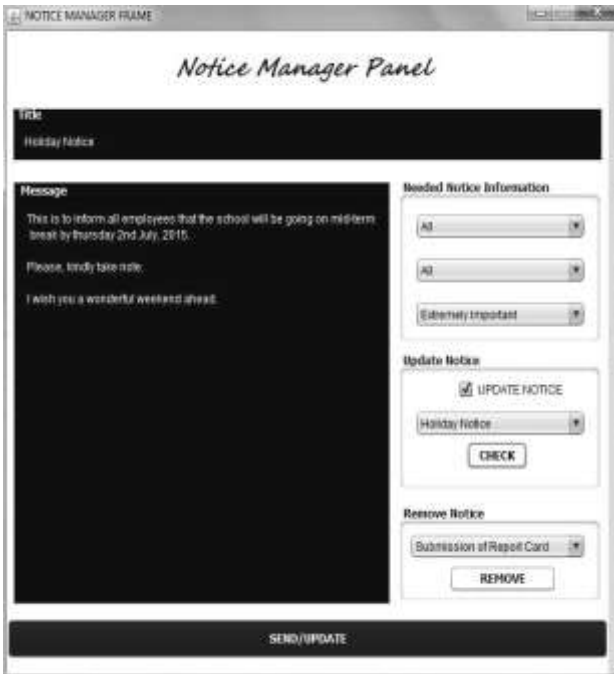 NOTICE MANAGER FRAME
Notice Manager Panel
Title
Holiday Notice
Message
This is to inform all employees that the school will be going on mid-term
break by thursday 2nd July, 2015.
Please, kindly take note.
I wish you a wonderful weekend ahead.
Needed Notice Information
All
All
Extremely Important
Update Notice
UPDATE NOTICE
Holiday Notice
CHECK
Remove Notice
Submission of Report Card
REMOVE
SEND/UPDATE